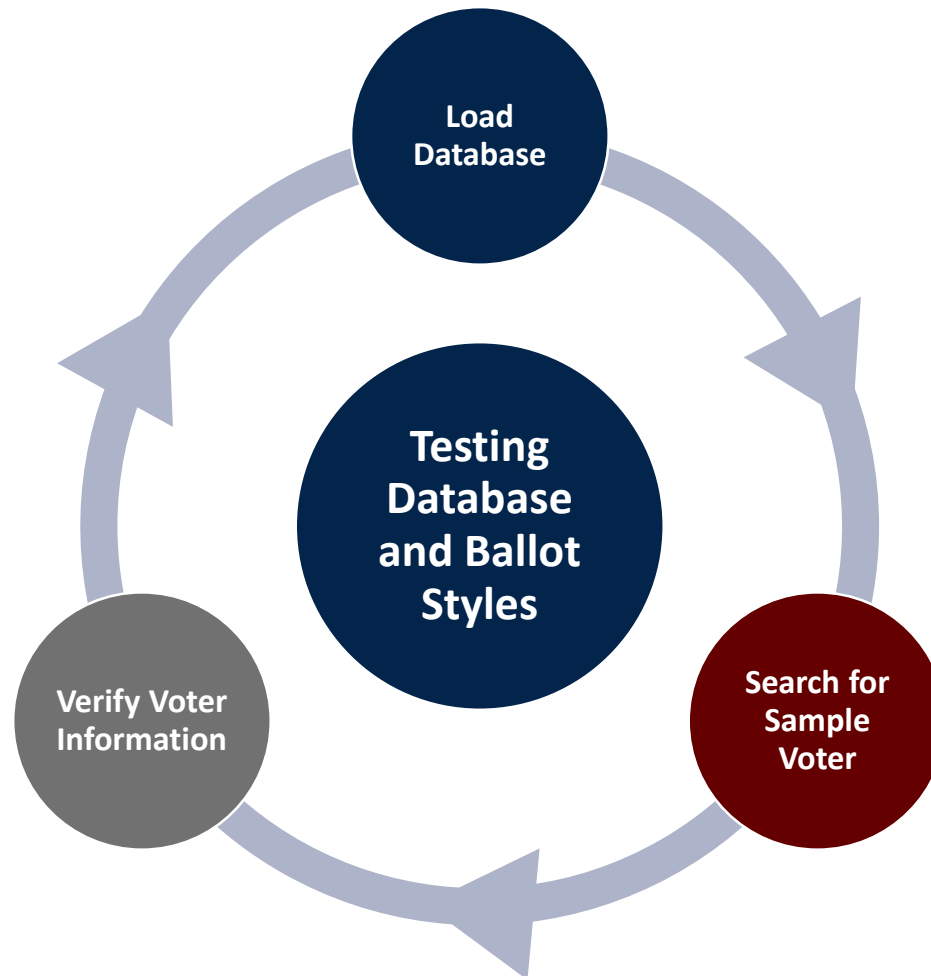 Load
Database
Testing
Database
and Ballot
Styles
Verify Voter
Information
Search for
Sample
Voter